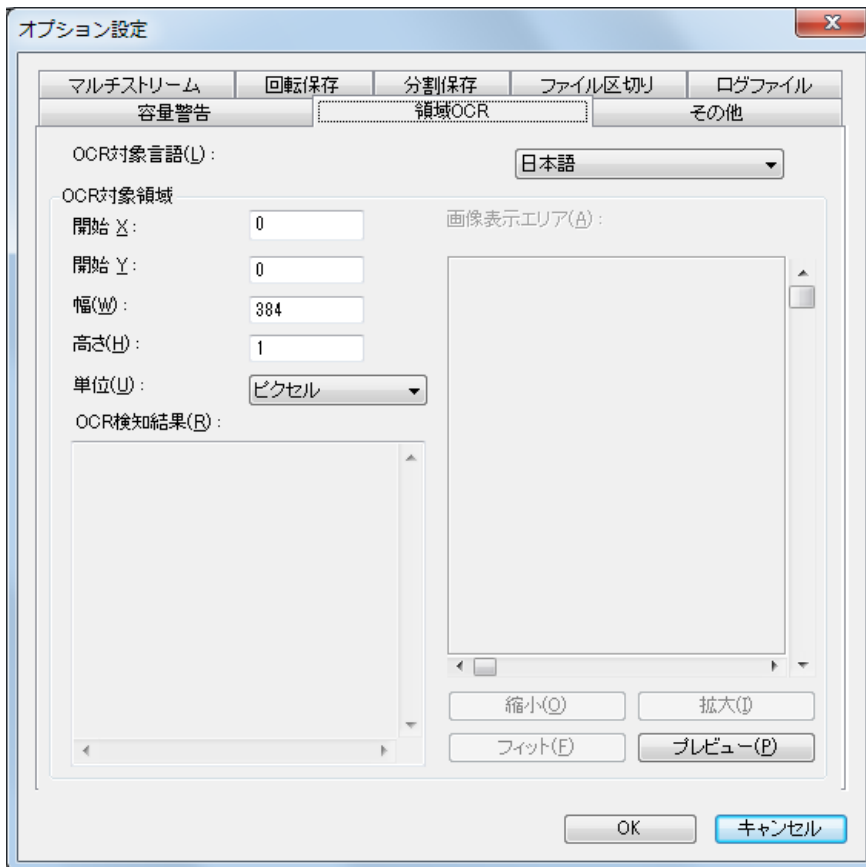 オプション設定
マルチストリーム 回転保存 分割保存 ファイル区切り ログファイル
容量警告 領域OCR その他
OCR対象言語(L): 日本語
OCR対象領域
開始 X: 0
画像表示エリア(A):
開始 Y: 0
幅(W): 384
高さ(H): 1
単位(U): ピクセル
OCR検知結果(R):
縮小(O) 拡大(I)
フィット(F) プレビュー(P)
OK キャンセル